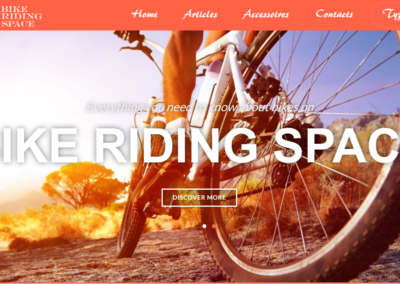 BIKE
RIDING
SPACE
Home
Articles
Accessoires
Contacts
Everything you need to know about bikes on
IKE RIDING SPAC
DISCOVER MORE